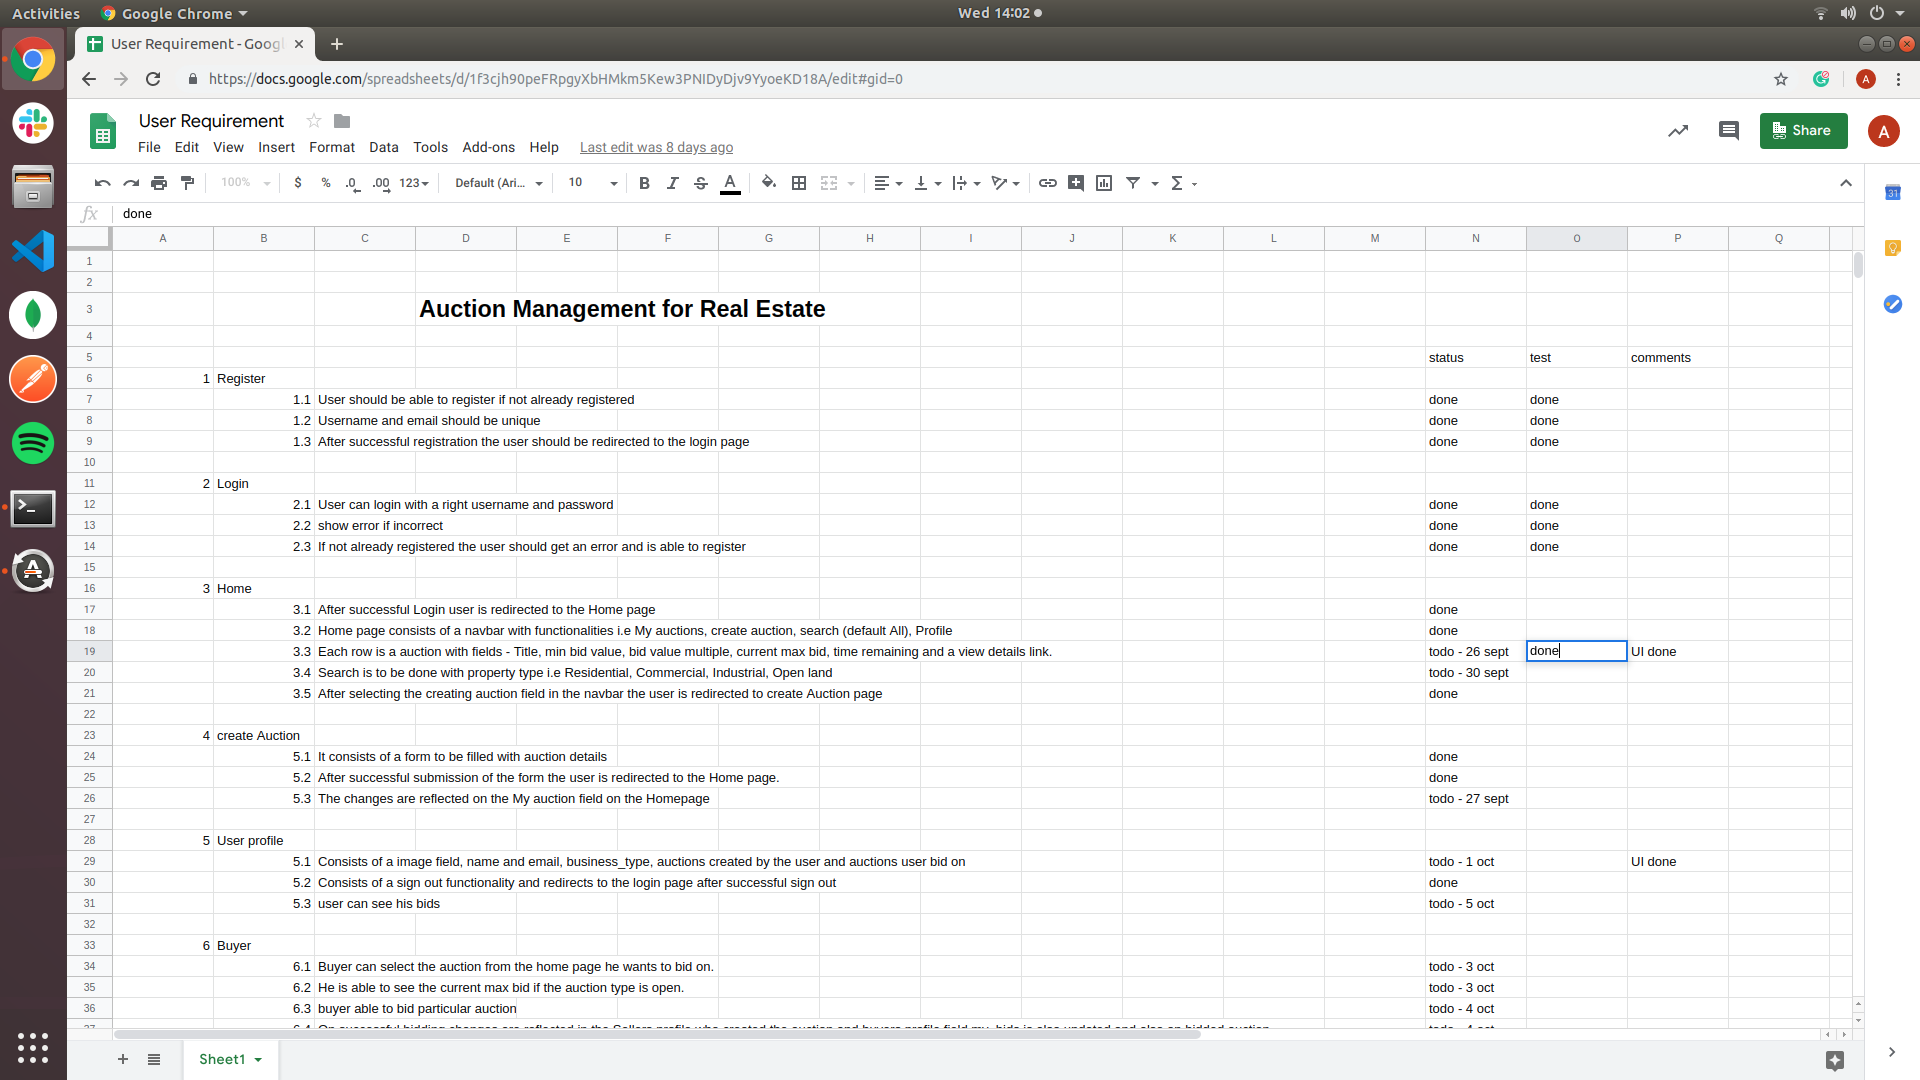 Activities Google Chrome Wed 14:02
User Requirement - Goog
https://docs.google.com/spreadsheets/d/1f3cjh90peFRpgyXbHMkm5Kew3PNIDyDjv9YyoeKD18A/edit#gid=0 A
User Requirement
File Edit View Insert Format Data Tools Add-ons Help Last edit was 8 days ago
Share A
100% $ % .0 .00 123 Default (Ari... 10 B I S A Σ
31
fx done
A B C D E F G H I J K L M N O P Q
1
2
3 Auction Management for Real Estate
4
5 status test comments
6 1 Register
7 1.1 User should be able to register if not already registered done done
8 1.2 Username and email should be unique done done
9 1.3 After successful registration the user should be redirected to the login page done done
10
11 2 Login
12 2.1 User can login with a right username and password done done
13 2.2 show error if incorrect done done
14 2.3 If not already registered the user should get an error and is able to register done done
15
16 3 Home
17 3.1 After successful Login user is redirected to the Home page done
18 3.2 Home page consists of a navbar with functionalities i.e My auctions, create auction, search (default All), Profile done
19 3.3 Each row is a auction with fields - Title, min bid value, bid value multiple, current max bid, time remaining and a view details link. todo - 26 sept done UI done
20 3.4 Search is to be done with property type i.e Residential, Commercial, Industrial, Open land todo - 30 sept
21 3.5 After selecting the creating auction field in the navbar the user is redirected to create Auction page done
22
23 4 create Auction
24 5.1 It consists of a form to be filled with auction details done
25 5.2 After successful submission of the form the user is redirected to the Home page. done
26 5.3 The changes are reflected on the My auction field on the Homepage todo - 27 sept
27
28 5 User profile
29 5.1 Consists of a image field, name and email, business_type, auctions created by the user and auctions user bid on todo - 1 oct UI done
30 5.2 Consists of a sign out functionality and redirects to the login page after successful sign out done
31 5.3 user can see his bids todo - 5 oct
32
33 6 Buyer
34 6.1 Buyer can select the auction from the home page he wants to bid on. todo - 3 oct
35 6.2 He is able to see the current max bid if the auction type is open. todo - 3 oct
36 6.3 buyer able to bid particular auction todo - 4 oct
Sheet1